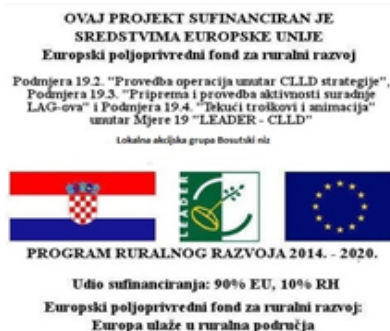 OVAJ PROJEKT SUFINANCIRAN JE
SREDSTVIMA EUROPSKE UNIJE
Europski poljoprivredni fond za ruralni razvoj
Podmjera 19.2. "Provedba operacija unutar CLLD strategije",
Podmjera 19.3. "Priprema i provedba aktivnosti suradnje
LAG-ova" i Podmjera 19.4. "Tekući troškovi i animacija"
unutar Mjere 19 "LEADER - CLLD"
Lokalna akcijska grupa Bosutski niz
LEADER
PROGRAM RURALNOG RAZVOJA 2014. - 2020.
Udio sufinanciranja: 90% EU, 10% RH
Europski poljoprivredni fond za ruralni razvoj:
Europa ulaže u ruralna područja